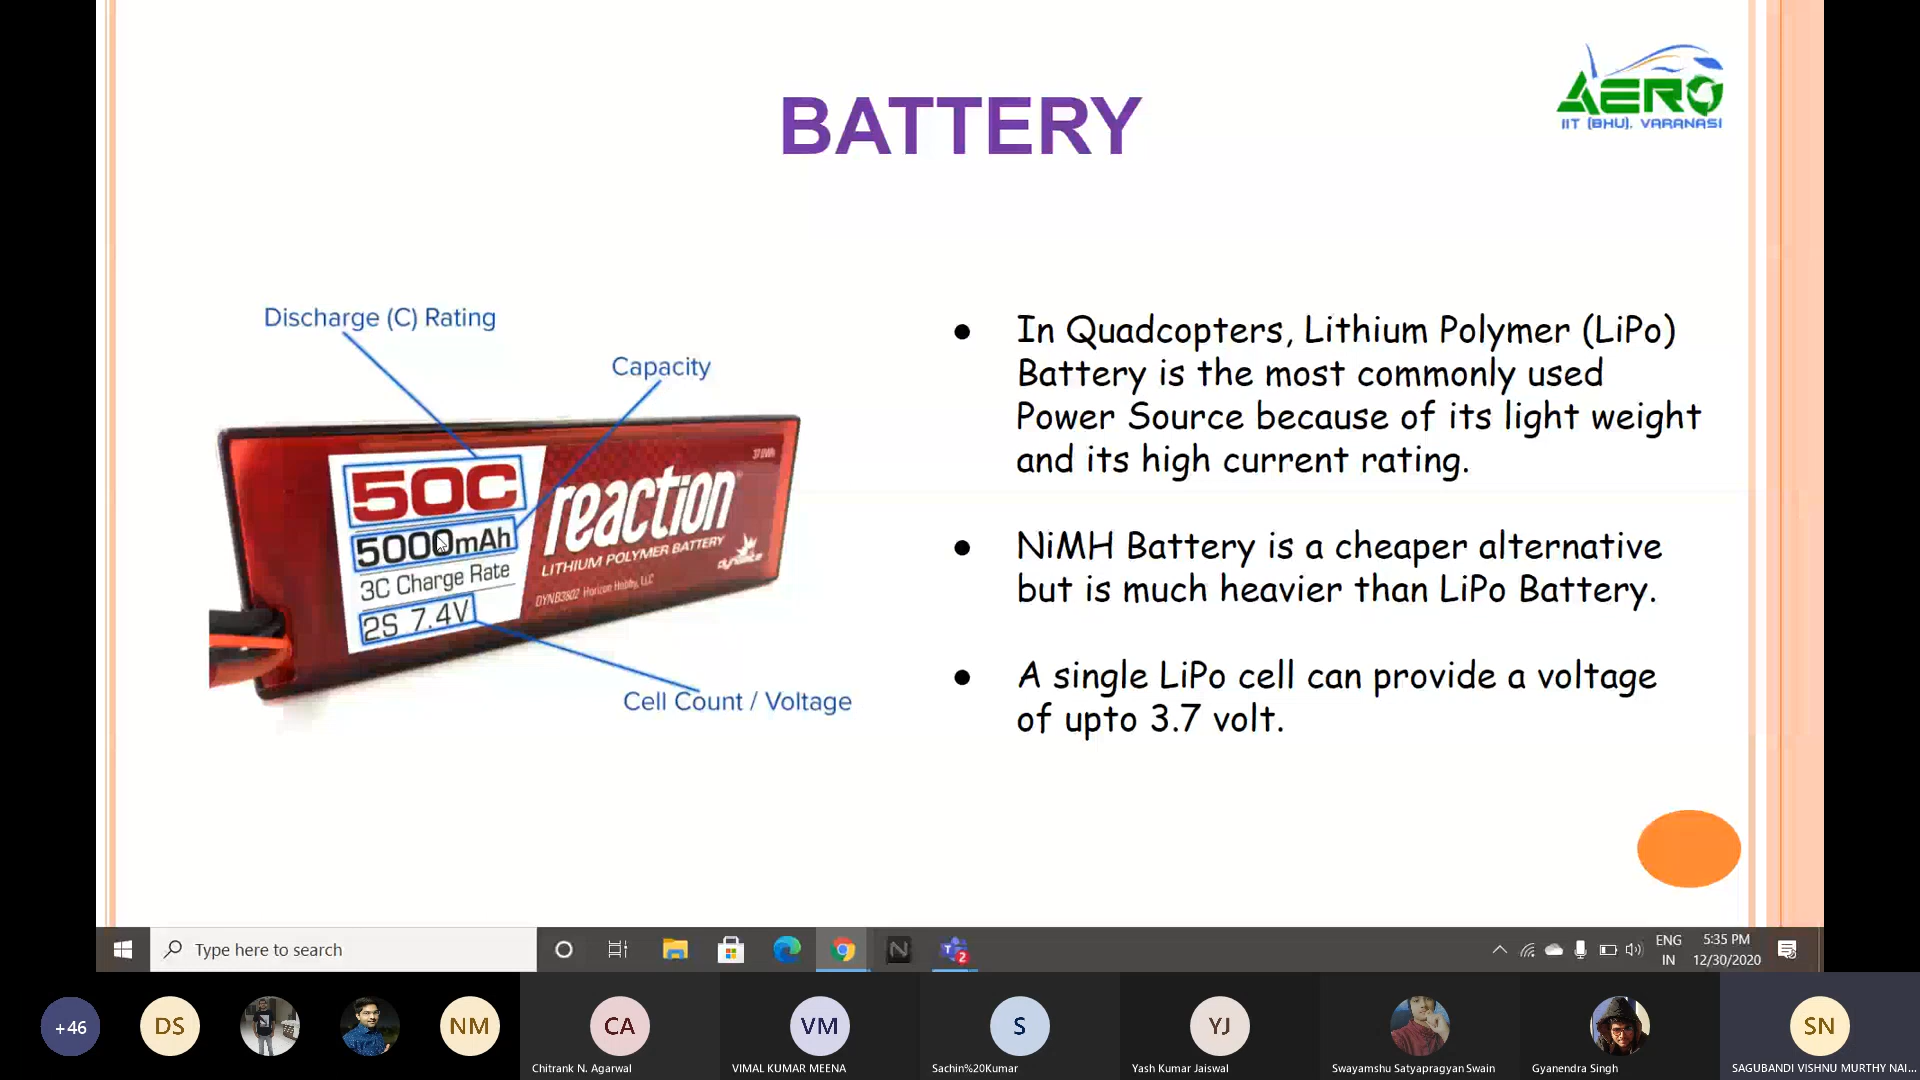 BATTERY
AERO
IIT (BHU). VARANASI
Discharge (C) Rating
Capacity
50C
5000mAh
3C Charge Rate
2S 7.4V
reaction
LITHIUM POLYMER BATTERY
DYNB3802 Horizon Hobby, LLC
dynamite
Cell Count / Voltage
● In Quadcopters, Lithium Polymer (LiPo)
Battery is the most commonly used
Power Source because of its light weight
and its high current rating.
● NiMH Battery is a cheaper alternative
but is much heavier than LiPo Battery.
● A single LiPo cell can provide a voltage
of upto 3.7 volt.
Type here to search
N
2
ENG
IN
5:35 PM
12/30/2020
+46
DS
NM
CA
VM
S
YJ
SN
Chitrank N. Agarwal
VIMAL KUMAR MEENA
Sachin%20Kumar
Yash Kumar Jaiswal
Swayamshu Satyapragyan Swain
Gyanendra Singh
SAGUBANDI VISHNU MURTHY NAI...